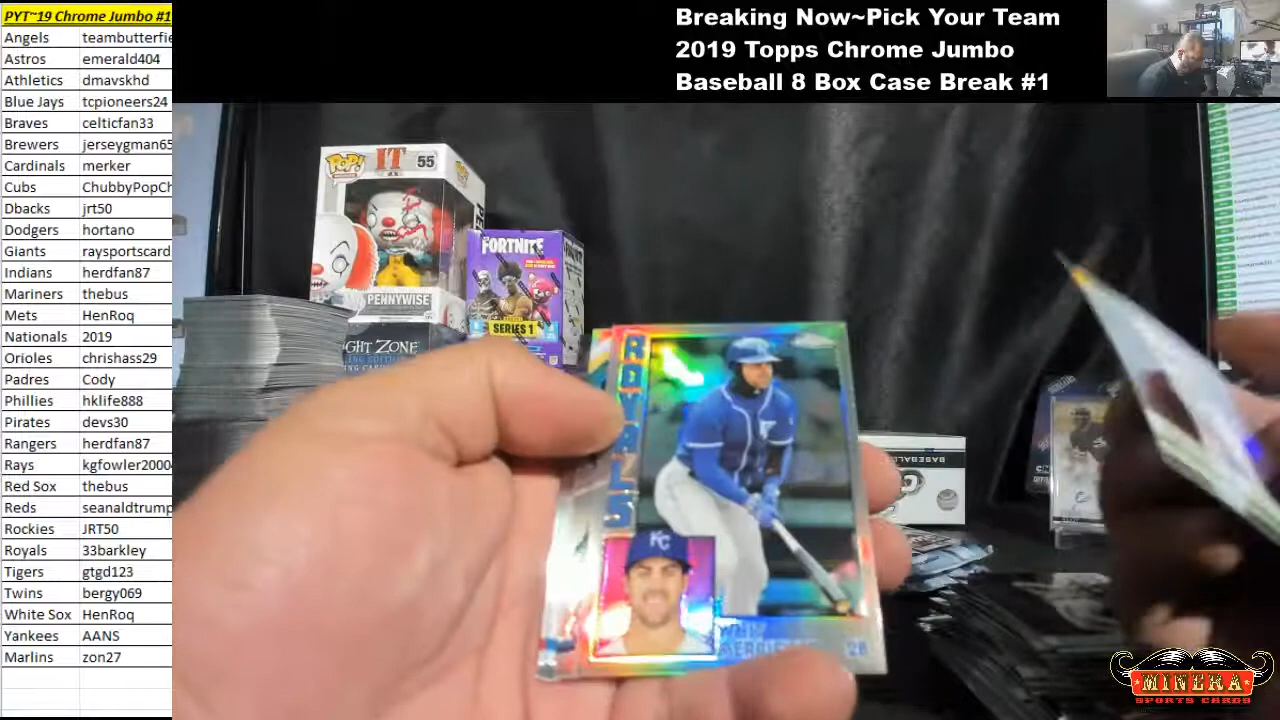 PYT~19 Chrome Jumbo #1
Angels teambutterfie
Astros emerald404
Athletics dmavskhd
Blue Jays tcpioneers24
Braves celticfan33
Brewers jerseygman65
Cardinals merker
Cubs ChubbyPopCh
Dbacks jrt50
Dodgers hortano
Giants raysportscard
Indians herdfan87
Mariners thebus
Mets HenRoq
Nationals 2019
Orioles chrishass29
Padres Cody
Phillies hklife888
Pirates devs30
Rangers herdfan87
Rays kgfowler2000
Red Sox thebus
Reds seanaldtrump
Rockies JRT50
Royals 33barkley
Tigers gtgd123
Twins bergy069
White Sox HenRoq
Yankees AANS
Marlins zon27
Breaking Now~Pick Your Team
2019 Topps Chrome Jumbo
Baseball 8 Box Case Break #1
POP!
IT
55
PENNYWISE
FORTNITE
SERIES 1
GHT ZONE
ROYALS
KC
BASEBALL
MINERA
SPORTS CARDS